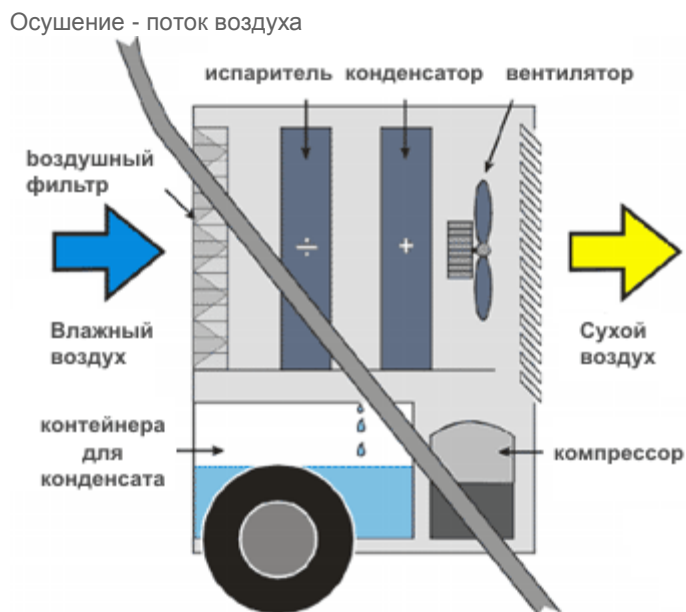 Осушение - поток воздуха
испаритель конденсатор вентилятор
bоздушный
фильтр
Влажный
воздух
Сухой
воздух
контейнера
для
конденсата
компрессор
÷
+